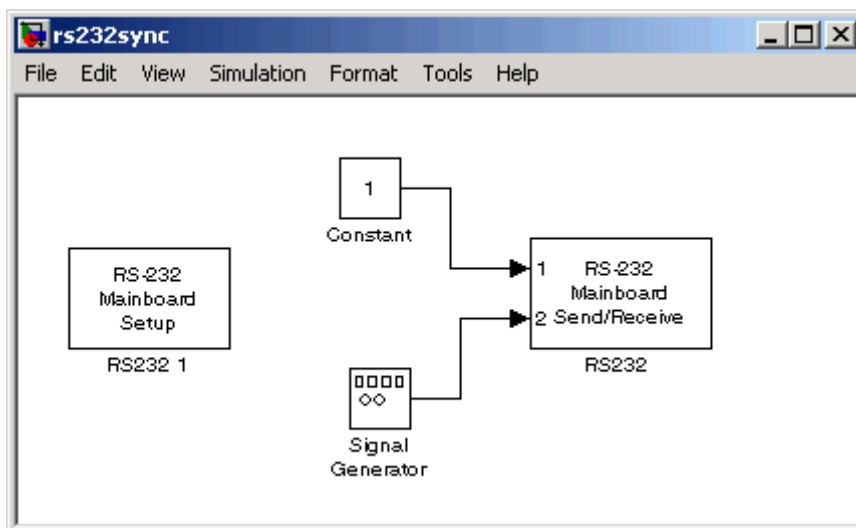 rs232sync
File Edit View Simulation Format Tools Help
1
Constant
RS-232
Mainboard
Setup
RS232 1
1
2
RS-232
Mainboard
Send/Receive
RS232
Signal
Generator